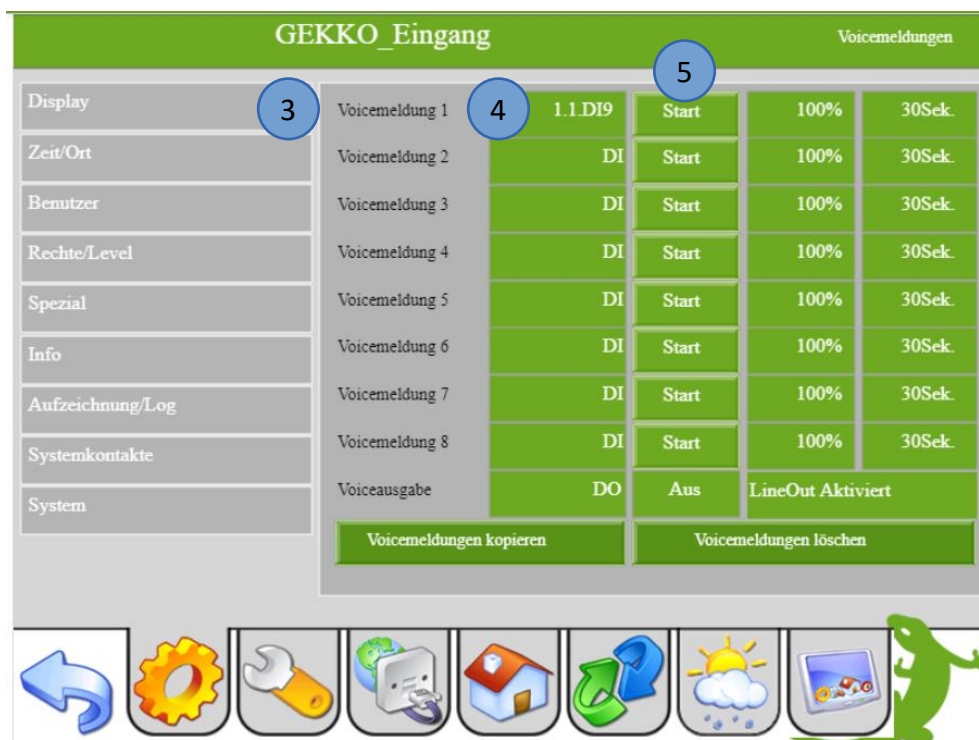 GEKKO_Eingang Voicemeldungen
5
Display
Zeit/Ort
Benutzer
Rechte/Level
Spezial
Info
Aufzeichnung/Log
Systemkontakte
System
3 Voicemeldung 1 4 1.1.DI9 Start 100% 30Sek.
Voicemeldung 2 DI Start 100% 30Sek.
Voicemeldung 3 DI Start 100% 30Sek.
Voicemeldung 4 DI Start 100% 30Sek.
Voicemeldung 5 DI Start 100% 30Sek.
Voicemeldung 6 DI Start 100% 30Sek.
Voicemeldung 7 DI Start 100% 30Sek.
Voicemeldung 8 DI Start 100% 30Sek.
Voiceausgabe DO Aus LineOut Aktiviert
Voicemeldungen kopieren Voicemeldungen löschen